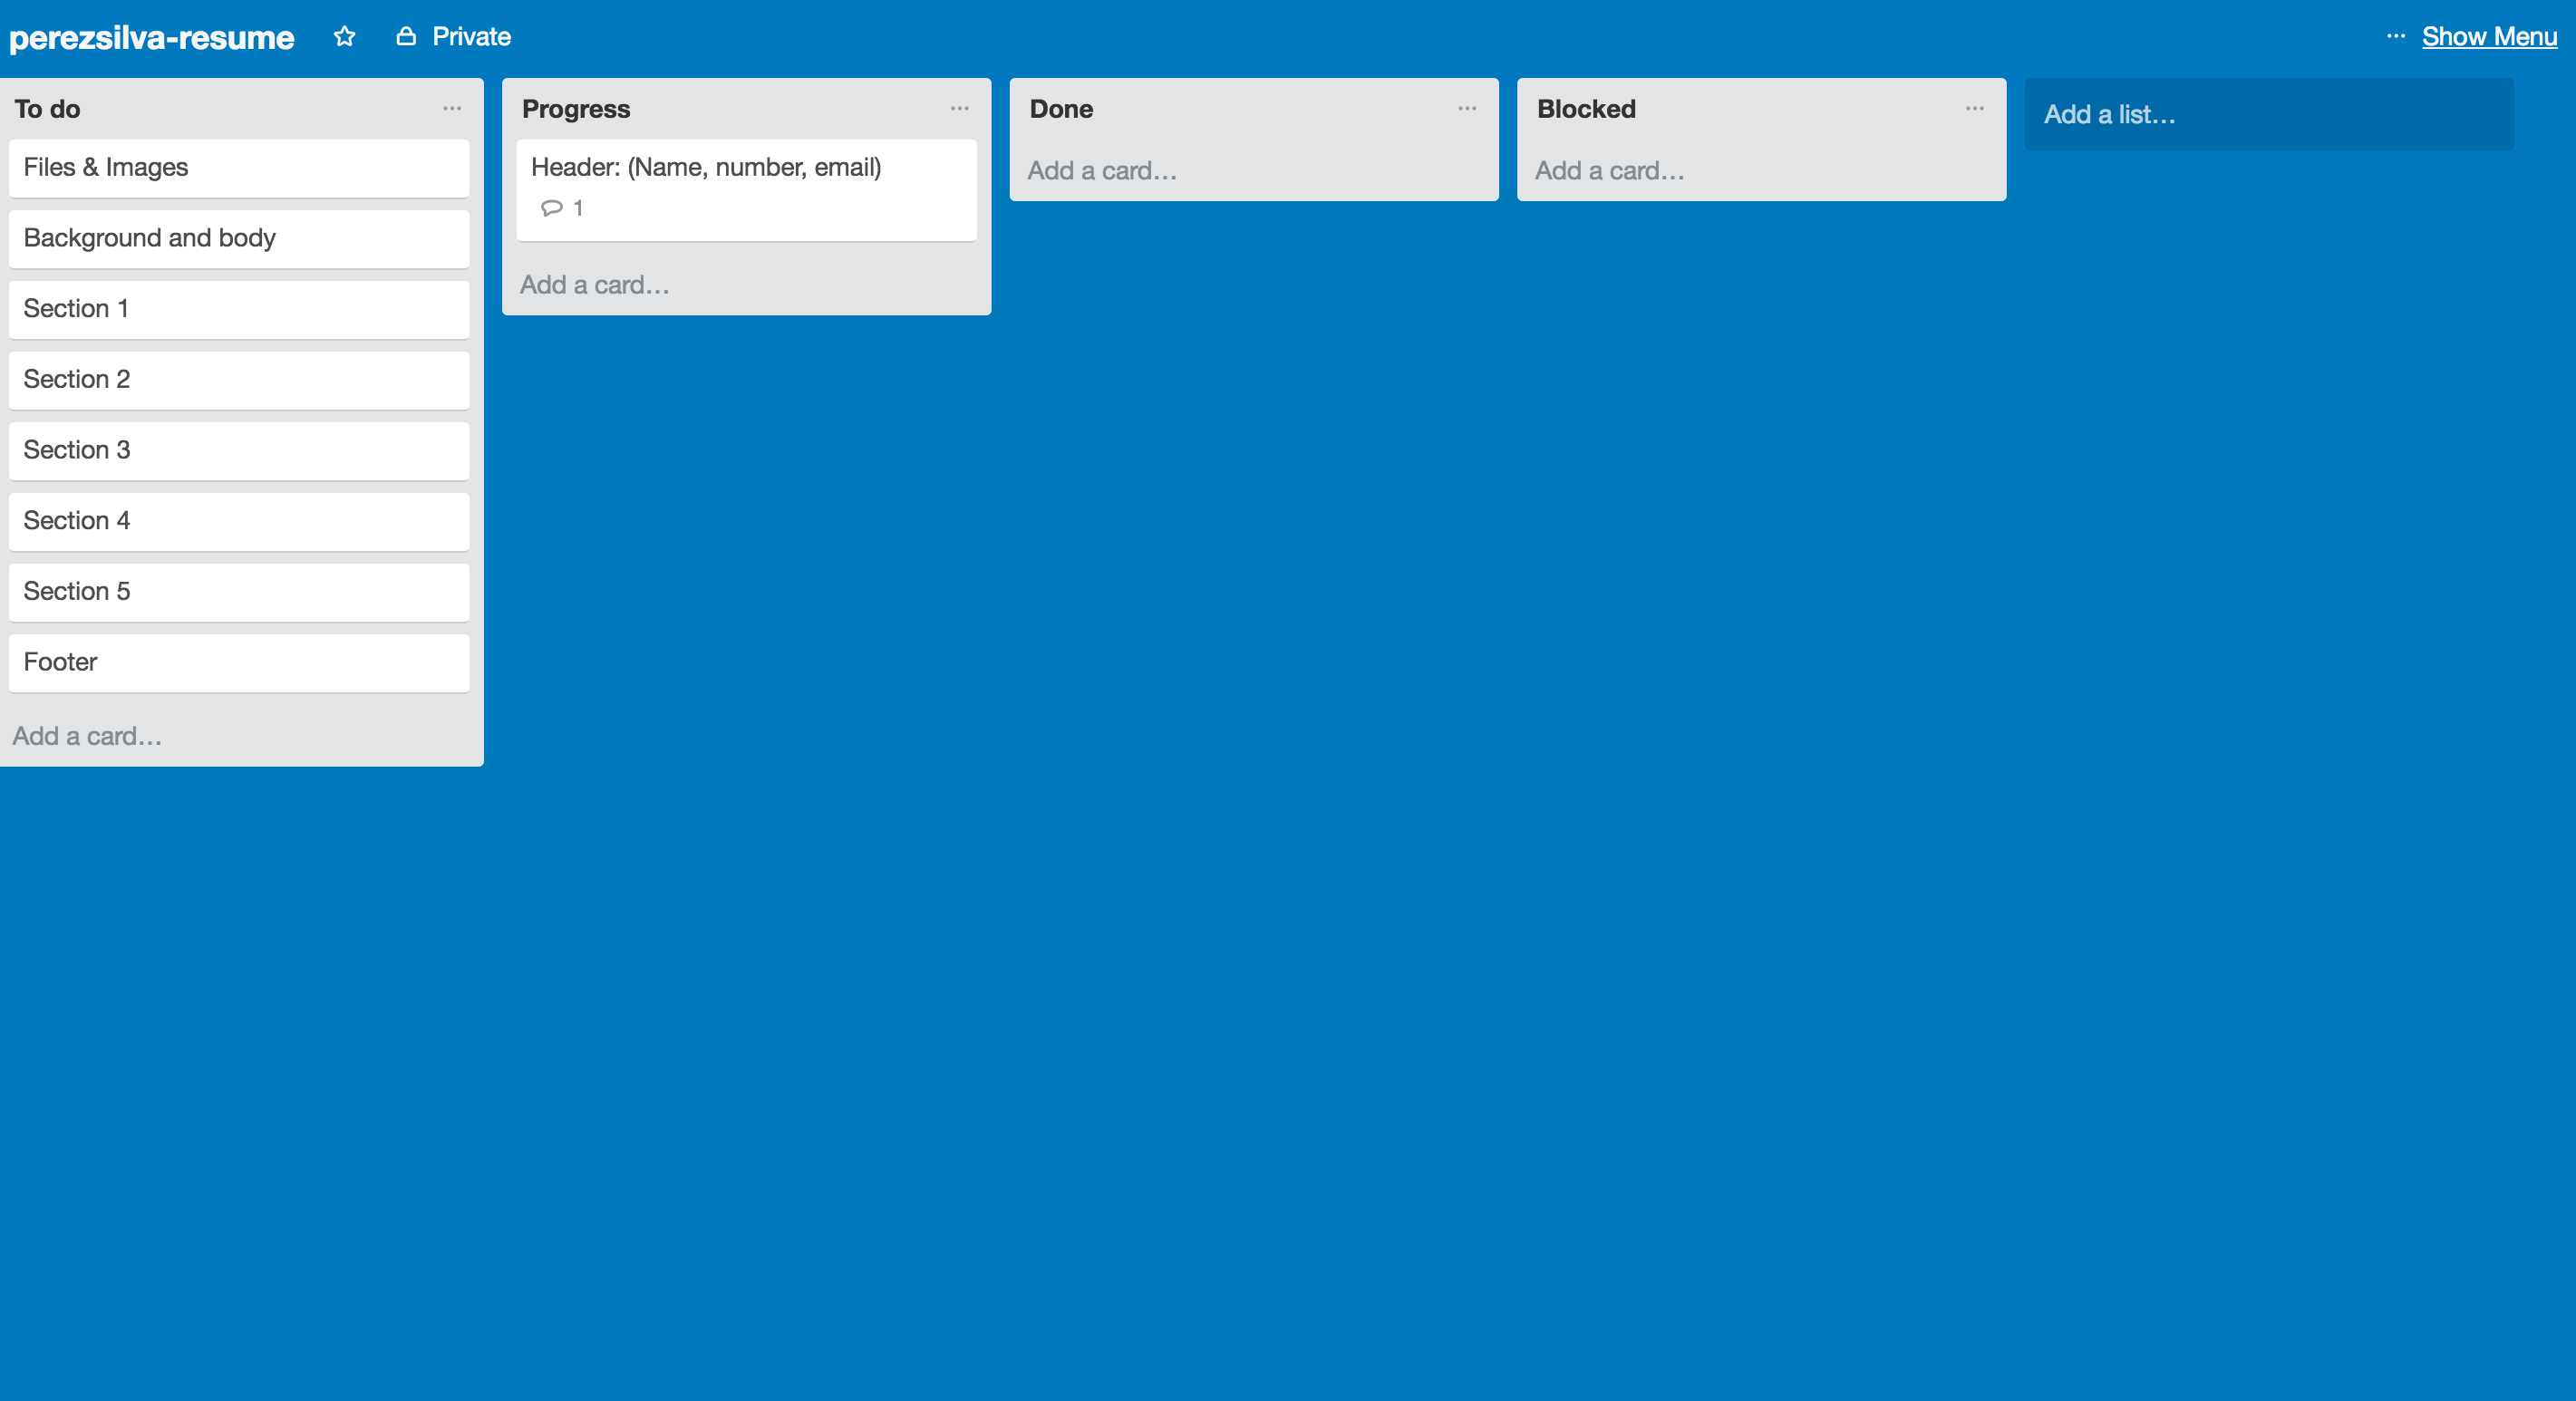 perezsilva-resume Private ... Show Menu
To do
Files & Images
Background and body
Section 1
Section 2
Section 3
Section 4
Section 5
Footer
Add a card...
Progress
Header: (Name, number, email)
1
Add a card...
Done
Add a card...
Blocked
Add a card...
Add a list...